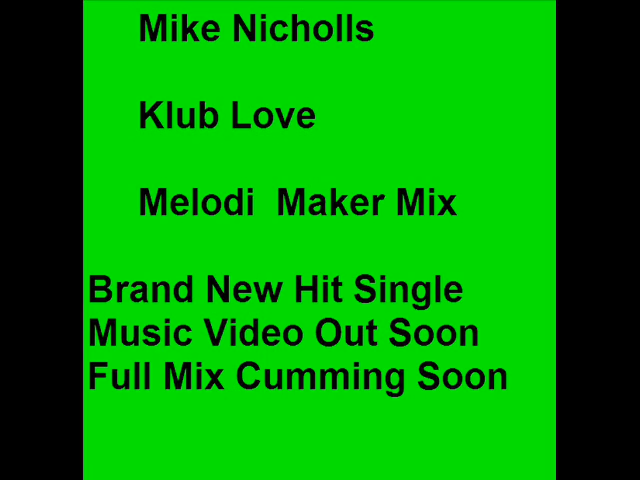 Mike Nicholls
Klub Love
Melodi  Maker Mix
Brand New Hit Single
Music Video Out Soon
Full Mix Cumming Soon